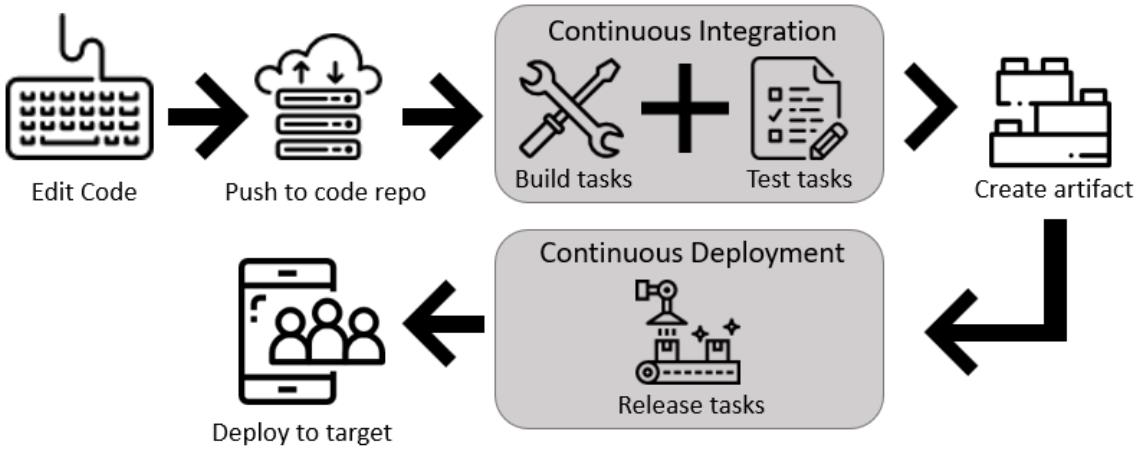 Continuous Integration
Edit Code
Push to code repo
Build tasks
Test tasks
Create artifact
Continuous Deployment
Release tasks
Deploy to target